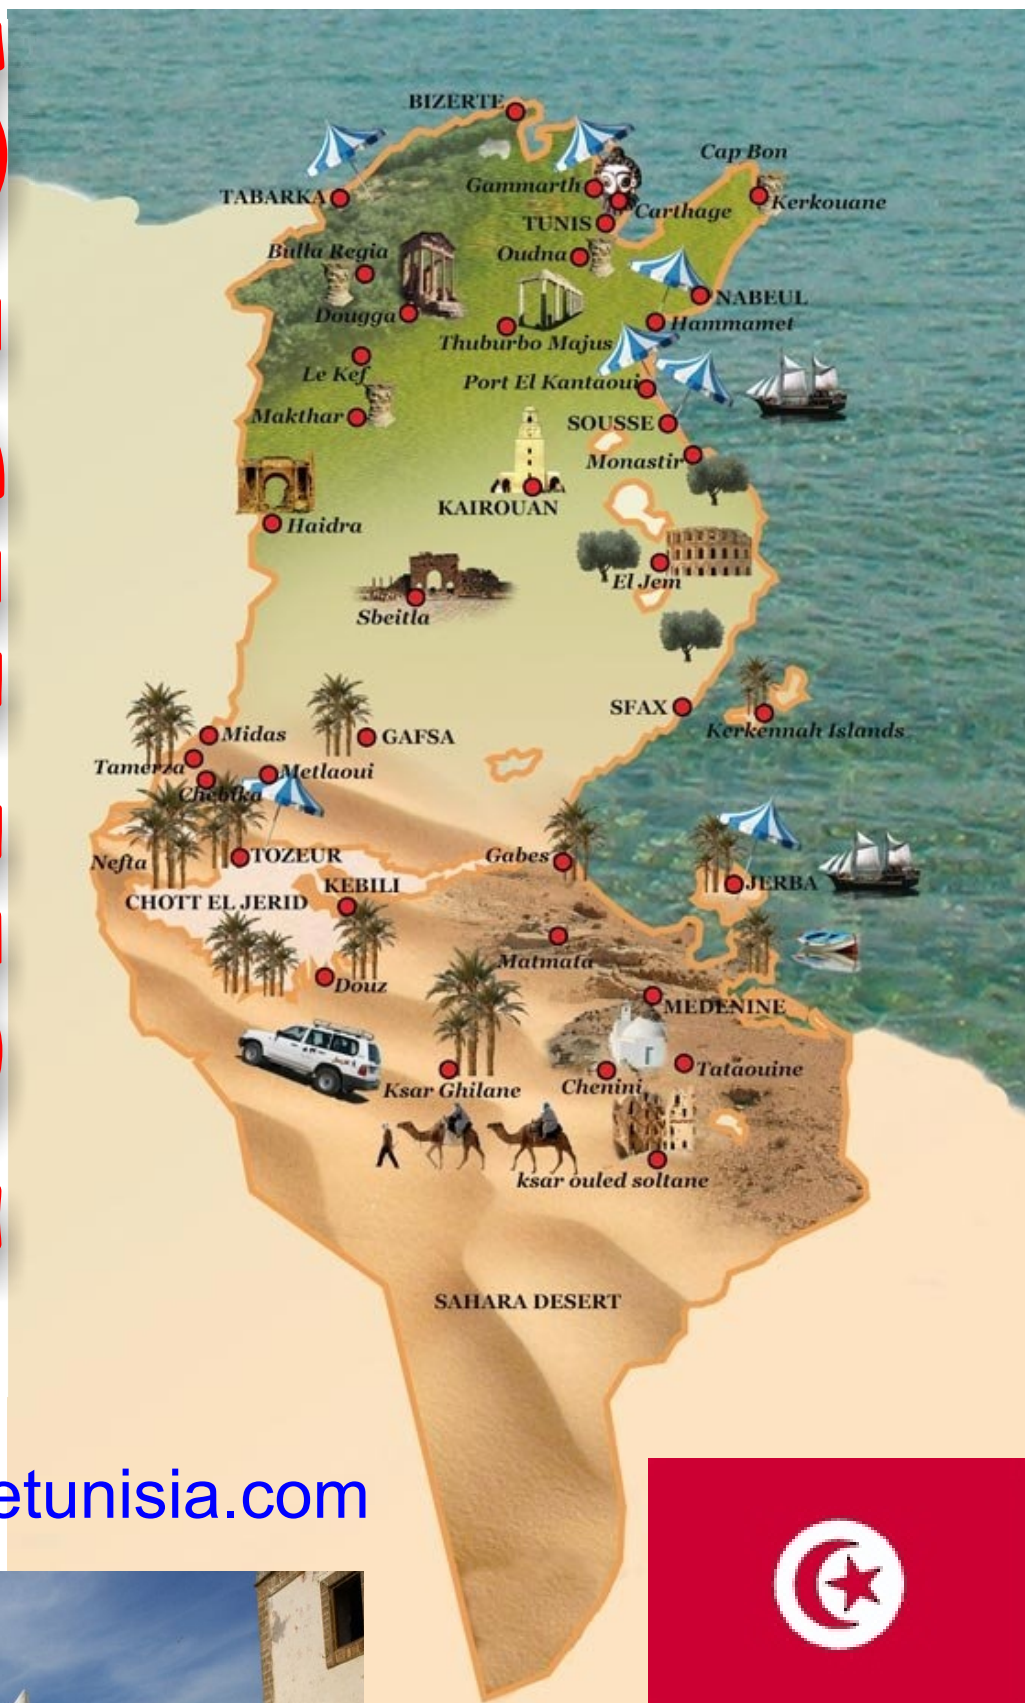 BIZERTE
Cap Bon
TABARKA
Gammarth
Kerkouane
Carthage
TUNIS
Bulla Regia
Oudna
NABEUL
Dougga
Hammamet
Thuburbo Majus
Le Kef
Port El Kantaoui
Makthar
SOUSSE
Monastir
KAIROUAN
Haidra
El Jem
Sbeitla
SFAX
Kerkennah Islands
Midas
GAFSA
Tamerza
Metlaoui
Chebika
Nefta
TOZEUR
Gabes
KEBILI
JERBA
CHOTT EL JERID
Matmata
Douz
MEDENINE
Tataouine
Ksar Ghilane
Chenini
ksar ouled soltane
SAHARA DESERT
etunisia.com